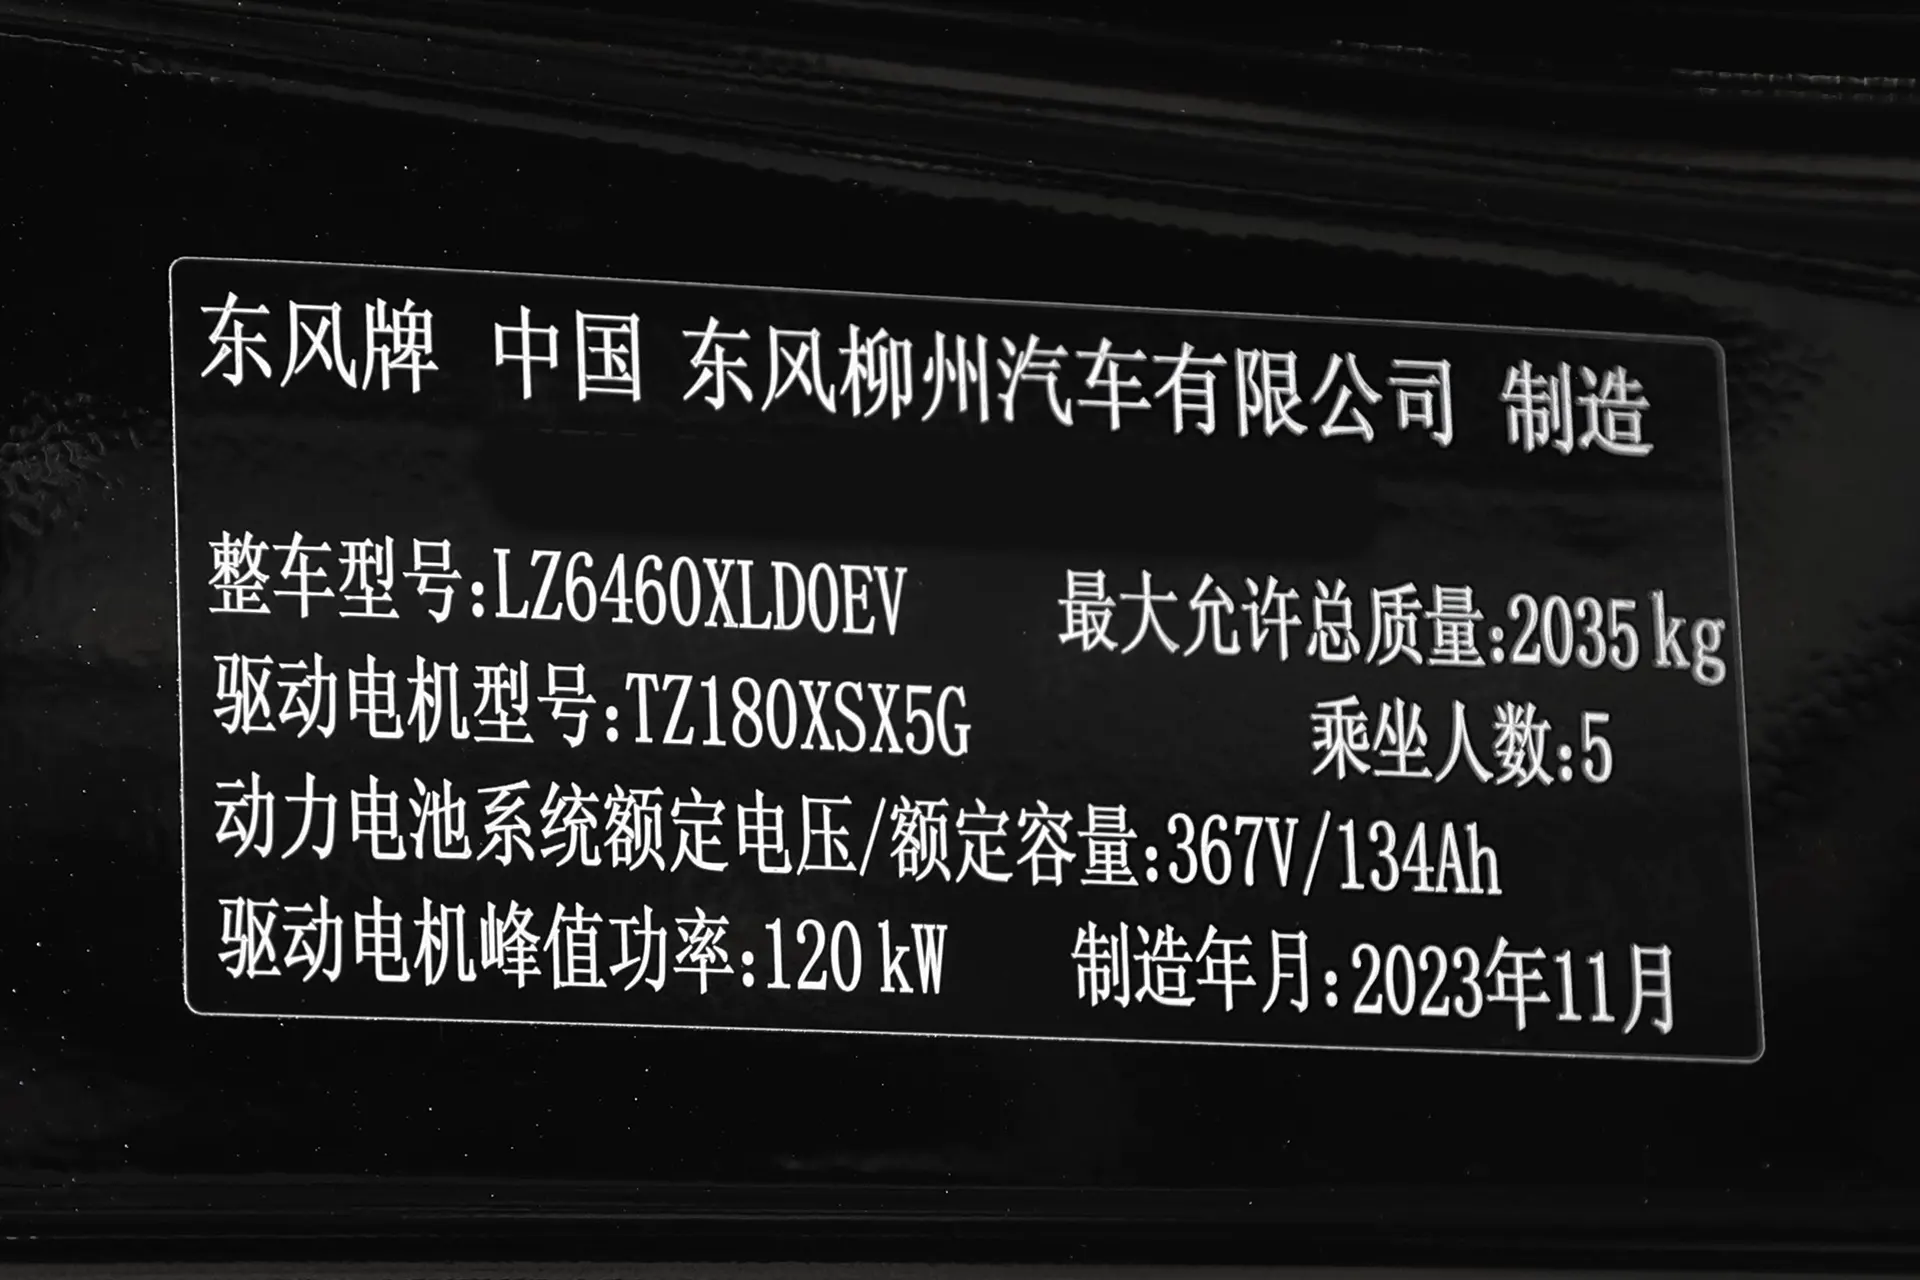 东风牌 中国 东风柳州汽车有限公司 制造
整车型号:LZ6460XLD0EV 最大允许总质量:2035kg
驱动电机型号:TZ180XSX5G 乘坐人数:5
动力电池系统额定电压/额定容量:367V/134Ah
驱动电机峰值功率:120kW 制造年月:2023年11月